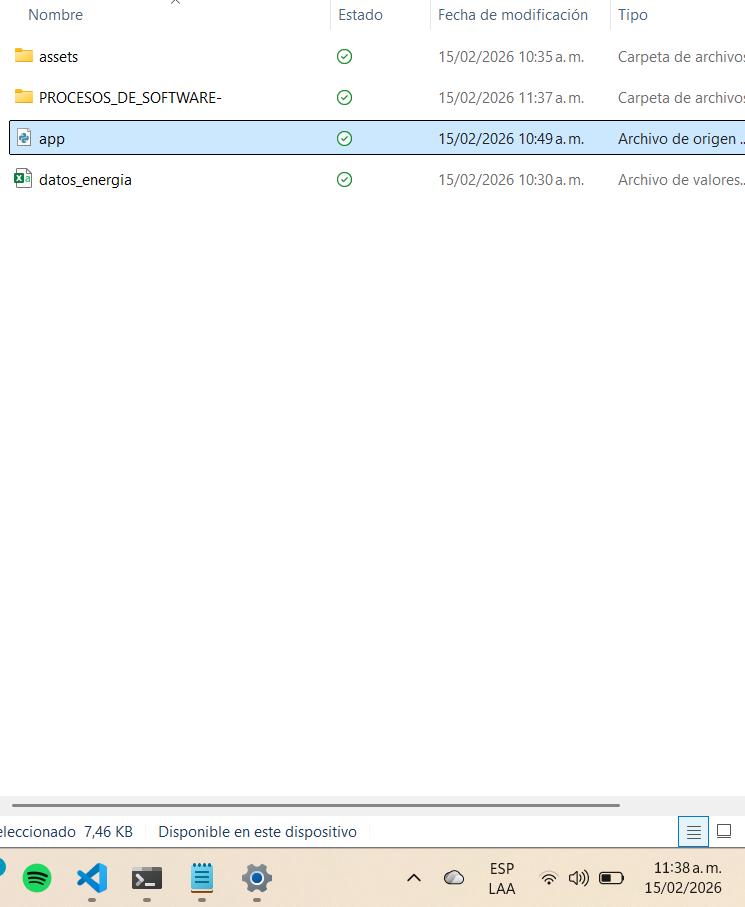 Nombre Estado Fecha de modificación Tipo
assets 15/02/2026 10:35 a. m. Carpeta de archivos
PROCESOS_DE_SOFTWARE- 15/02/2026 11:37 a. m. Carpeta de archivos
app 15/02/2026 10:49 a. m. Archivo de origen ..
datos_energia 15/02/2026 10:30 a. m. Archivo de valores..
eleccionado 7,46 KB Disponible en este dispositivo
ESP 11:38 a. m.
LAA 15/02/2026